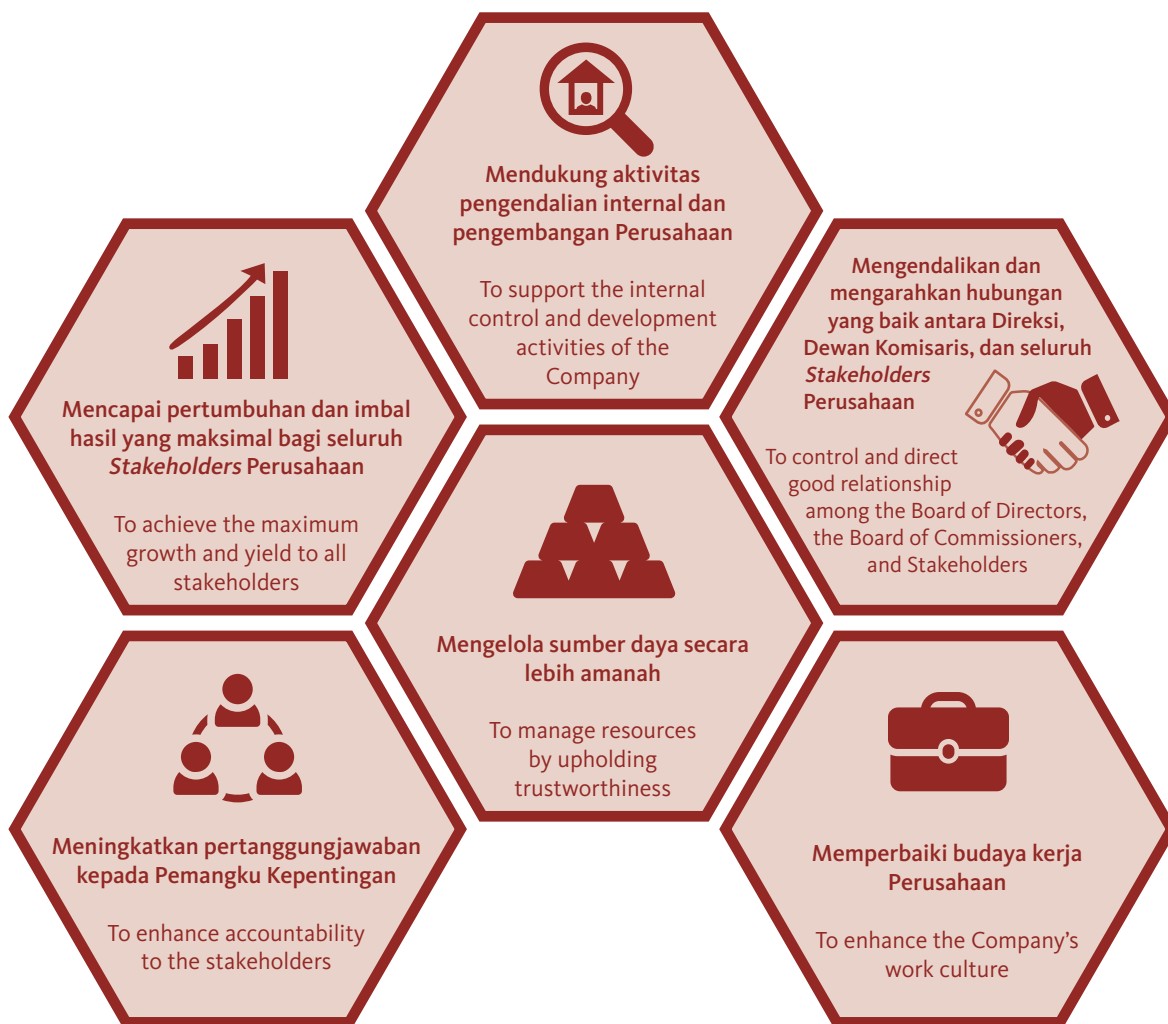 Mendukung aktivitas
pengendalian internal dan
pengembangan Perusahaan
To support the internal
control and development
activities of the
Company
Mencapai pertumbuhan dan imbal
hasil yang maksimal bagi seluruh
Stakeholders Perusahaan
To achieve the maximum
growth and yield to all
stakeholders
Mengendalikan dan
mengarahkan hubungan
yang baik antara Direksi,
Dewan Komisaris, dan seluruh
Stakeholders
Perusahaan
To control and direct
good relationship
among the Board of Directors,
the Board of Commissioners,
and Stakeholders
Mengelola sumber daya secara
lebih amanah
To manage resources
by upholding
trustworthiness
Meningkatkan pertanggungjawaban
kepada Pemangku Kepentingan
To enhance accountability
to the stakeholders
Memperbaiki budaya kerja
Perusahaan
To enhance the Company’s
work culture